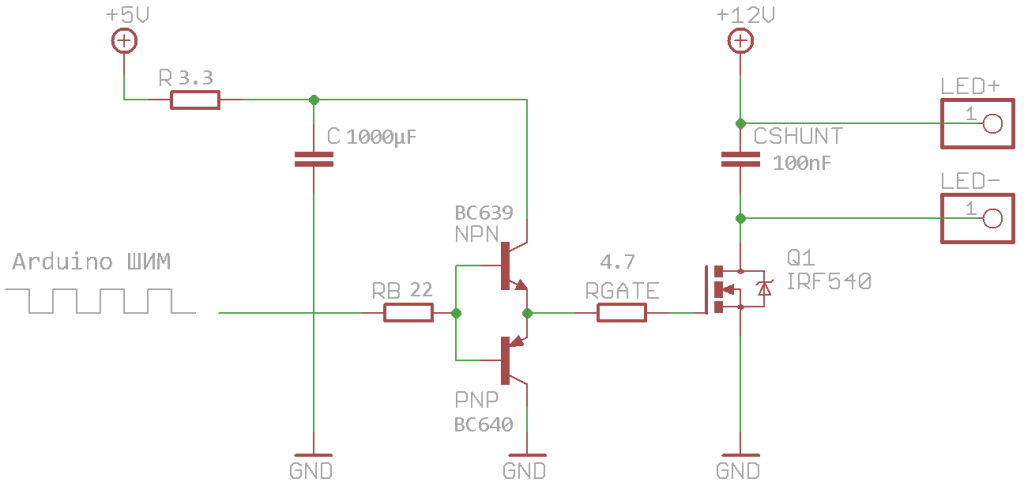 +5V
+12V
R 3.3
LED+
1
C 1000µF
CSHUNT
100nF
LED-
1
BC639
NPN
Arduino ШИМ
4.7
Q1
IRF540
RB 22
RGATE
PNP
BC640
GND
GND
GND